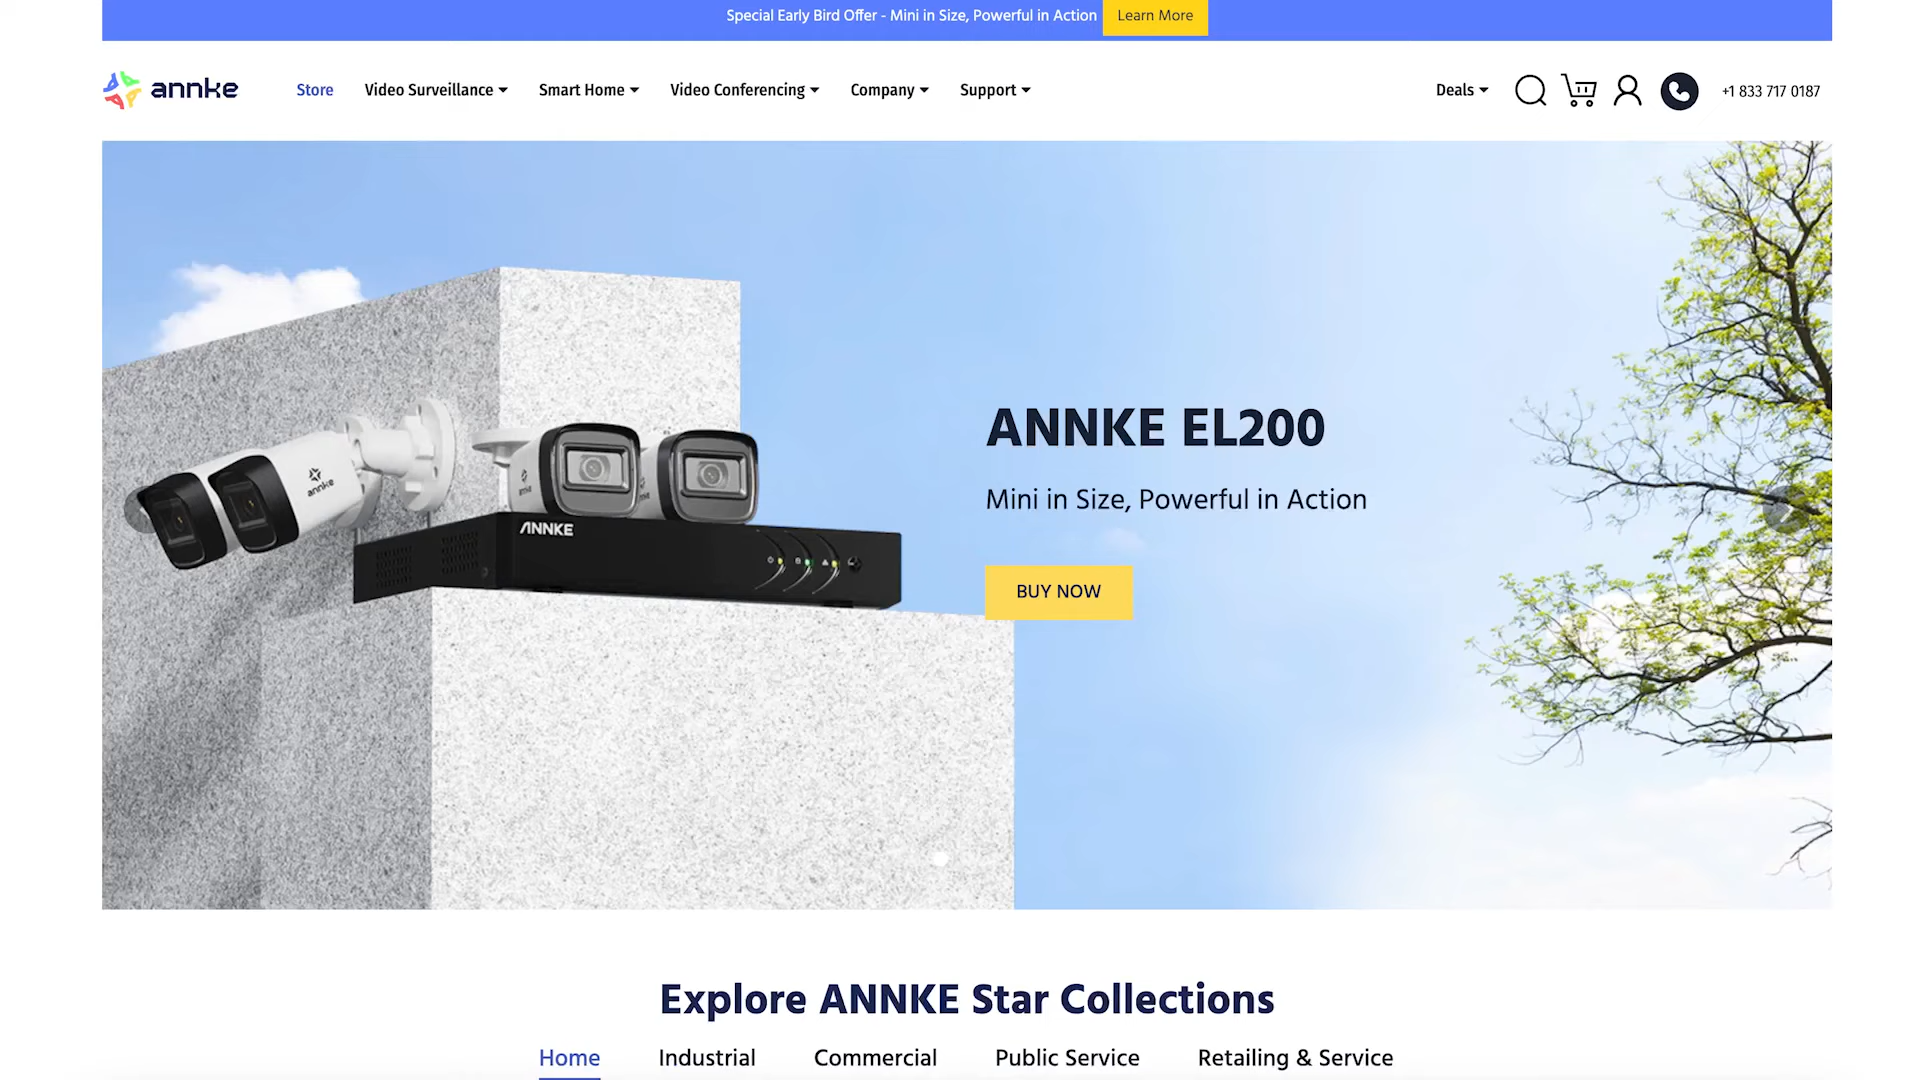 Special Early Bird Offer - Mini in Size, Powerful in Action Learn More
annke Store Video Surveillance Smart Home Video Conferencing Company Support Deals +1 833 717 0187
ANNKE EL200
annke
ANNKE
Mini in Size, Powerful in Action
BUY NOW
Explore ANNKE Star Collections
Home Industrial Commercial Public Service Retailing & Service